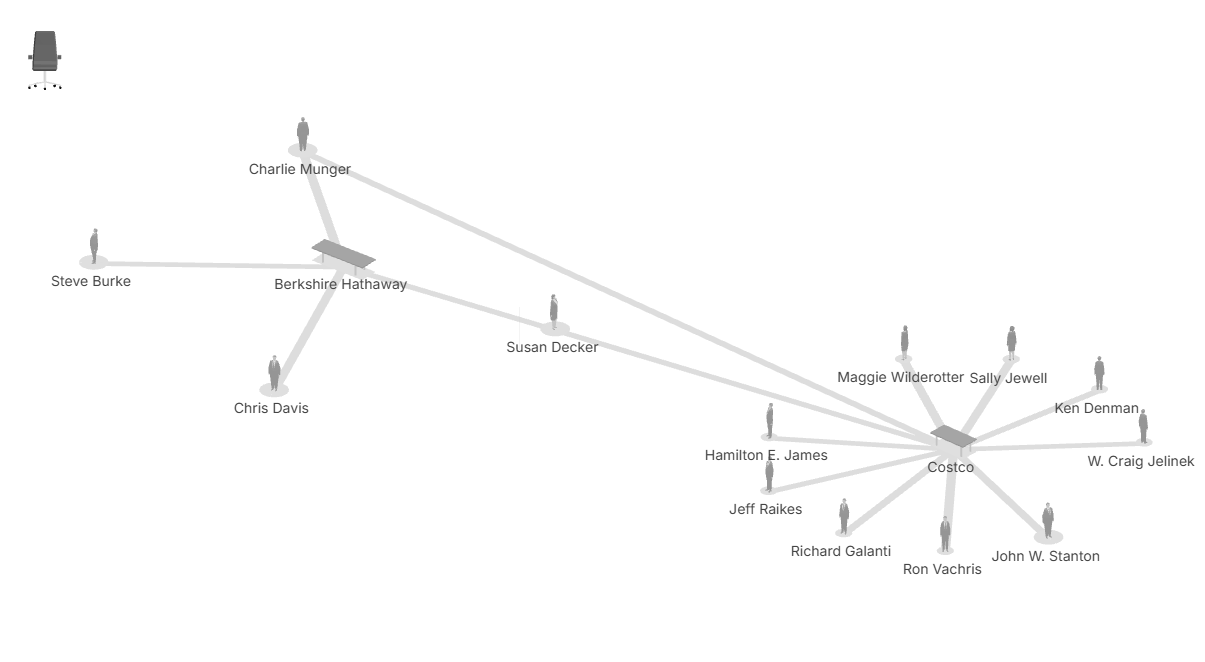 Charlie Munger
Steve Burke
Berkshire Hathaway
Susan Decker
Maggie Wilderotter
Sally Jewell
Chris Davis
Ken Denman
Hamilton E. James
W. Craig Jelinek
Costco
Jeff Raikes
Richard Galanti
John W. Stanton
Ron Vachris